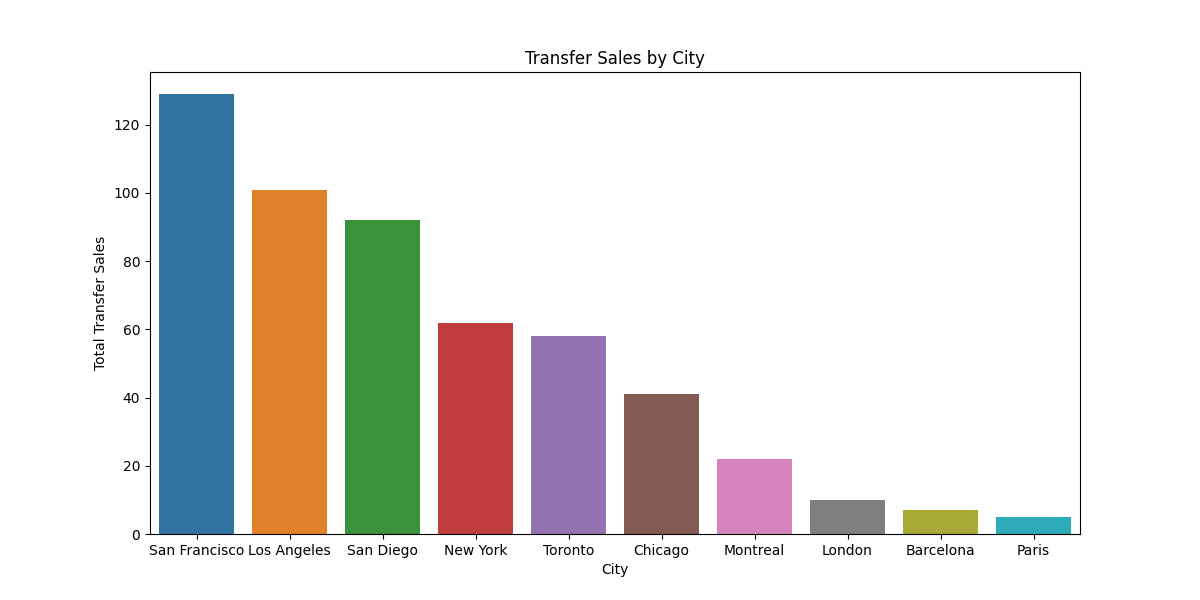 Transfer Sales by City
Total Transfer Sales
120
100
80
60
40
20
0
San Francisco Los Angeles San Diego New York Toronto Chicago Montreal London Barcelona Paris
City